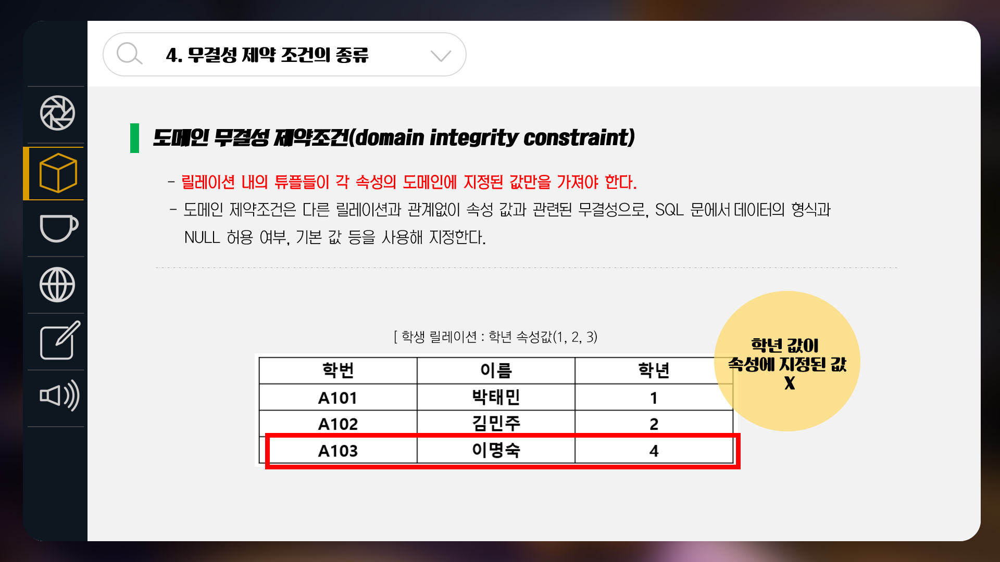 4. 무결성 제약 조건의 종류
도메인 무결성 제약조건(domain integrity constraint)
- 릴레이션 내의 튜플들이 각 속성의 도메인에 지정된 값만을 가져야 한다.
- 도메인 제약조건은 다른 릴레이션과 관계없이 속성 값과 관련된 무결성으로, SQL 문에서 데이터의 형식과
NULL 허용 여부, 기본 값 등을 사용해 지정한다.
[ 학생 릴레이션 : 학년 속성값(1, 2, 3)
학년 값이
속성에 지정된 값
X
학번 이름 학년
A101 박태민 1
A102 김민주 2
A103 이명숙 4